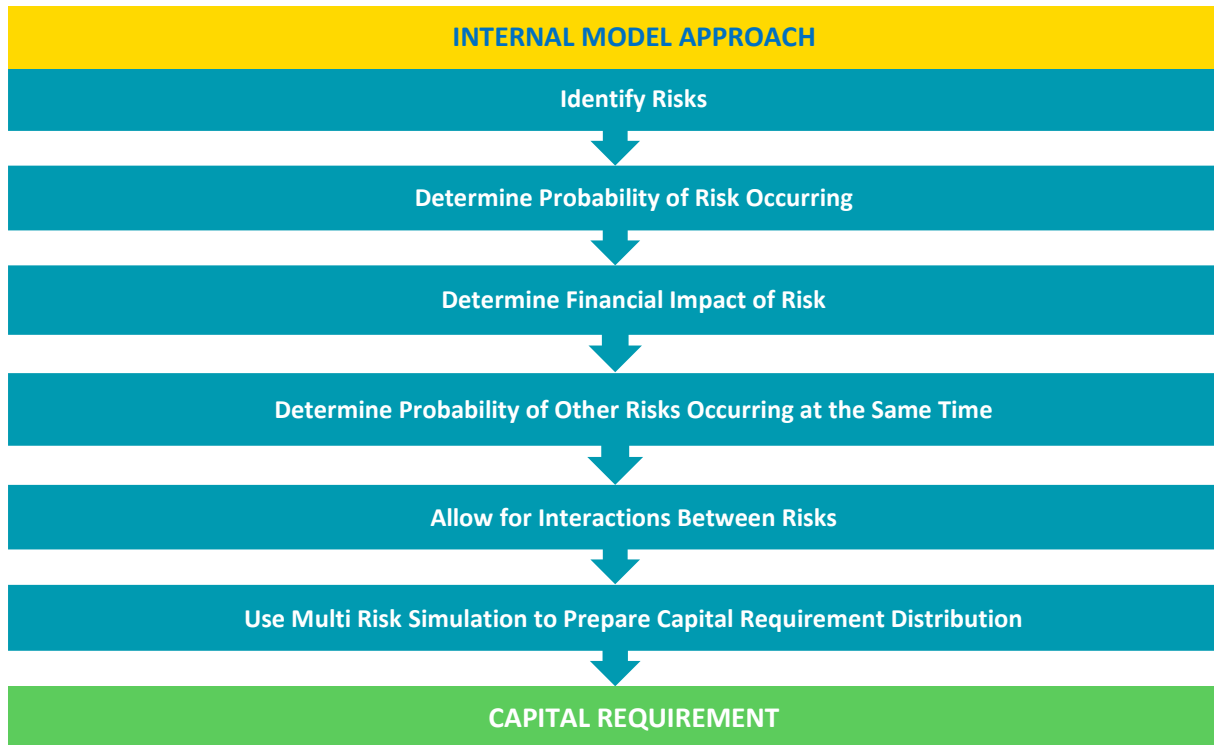 INTERNAL MODEL APPROACH
Identify Risks
Determine Probability of Risk Occurring
Determine Financial Impact of Risk
Determine Probability of Other Risks Occurring at the Same Time
Allow for Interactions Between Risks
Use Multi Risk Simulation to Prepare Capital Requirement Distribution
CAPITAL REQUIREMENT